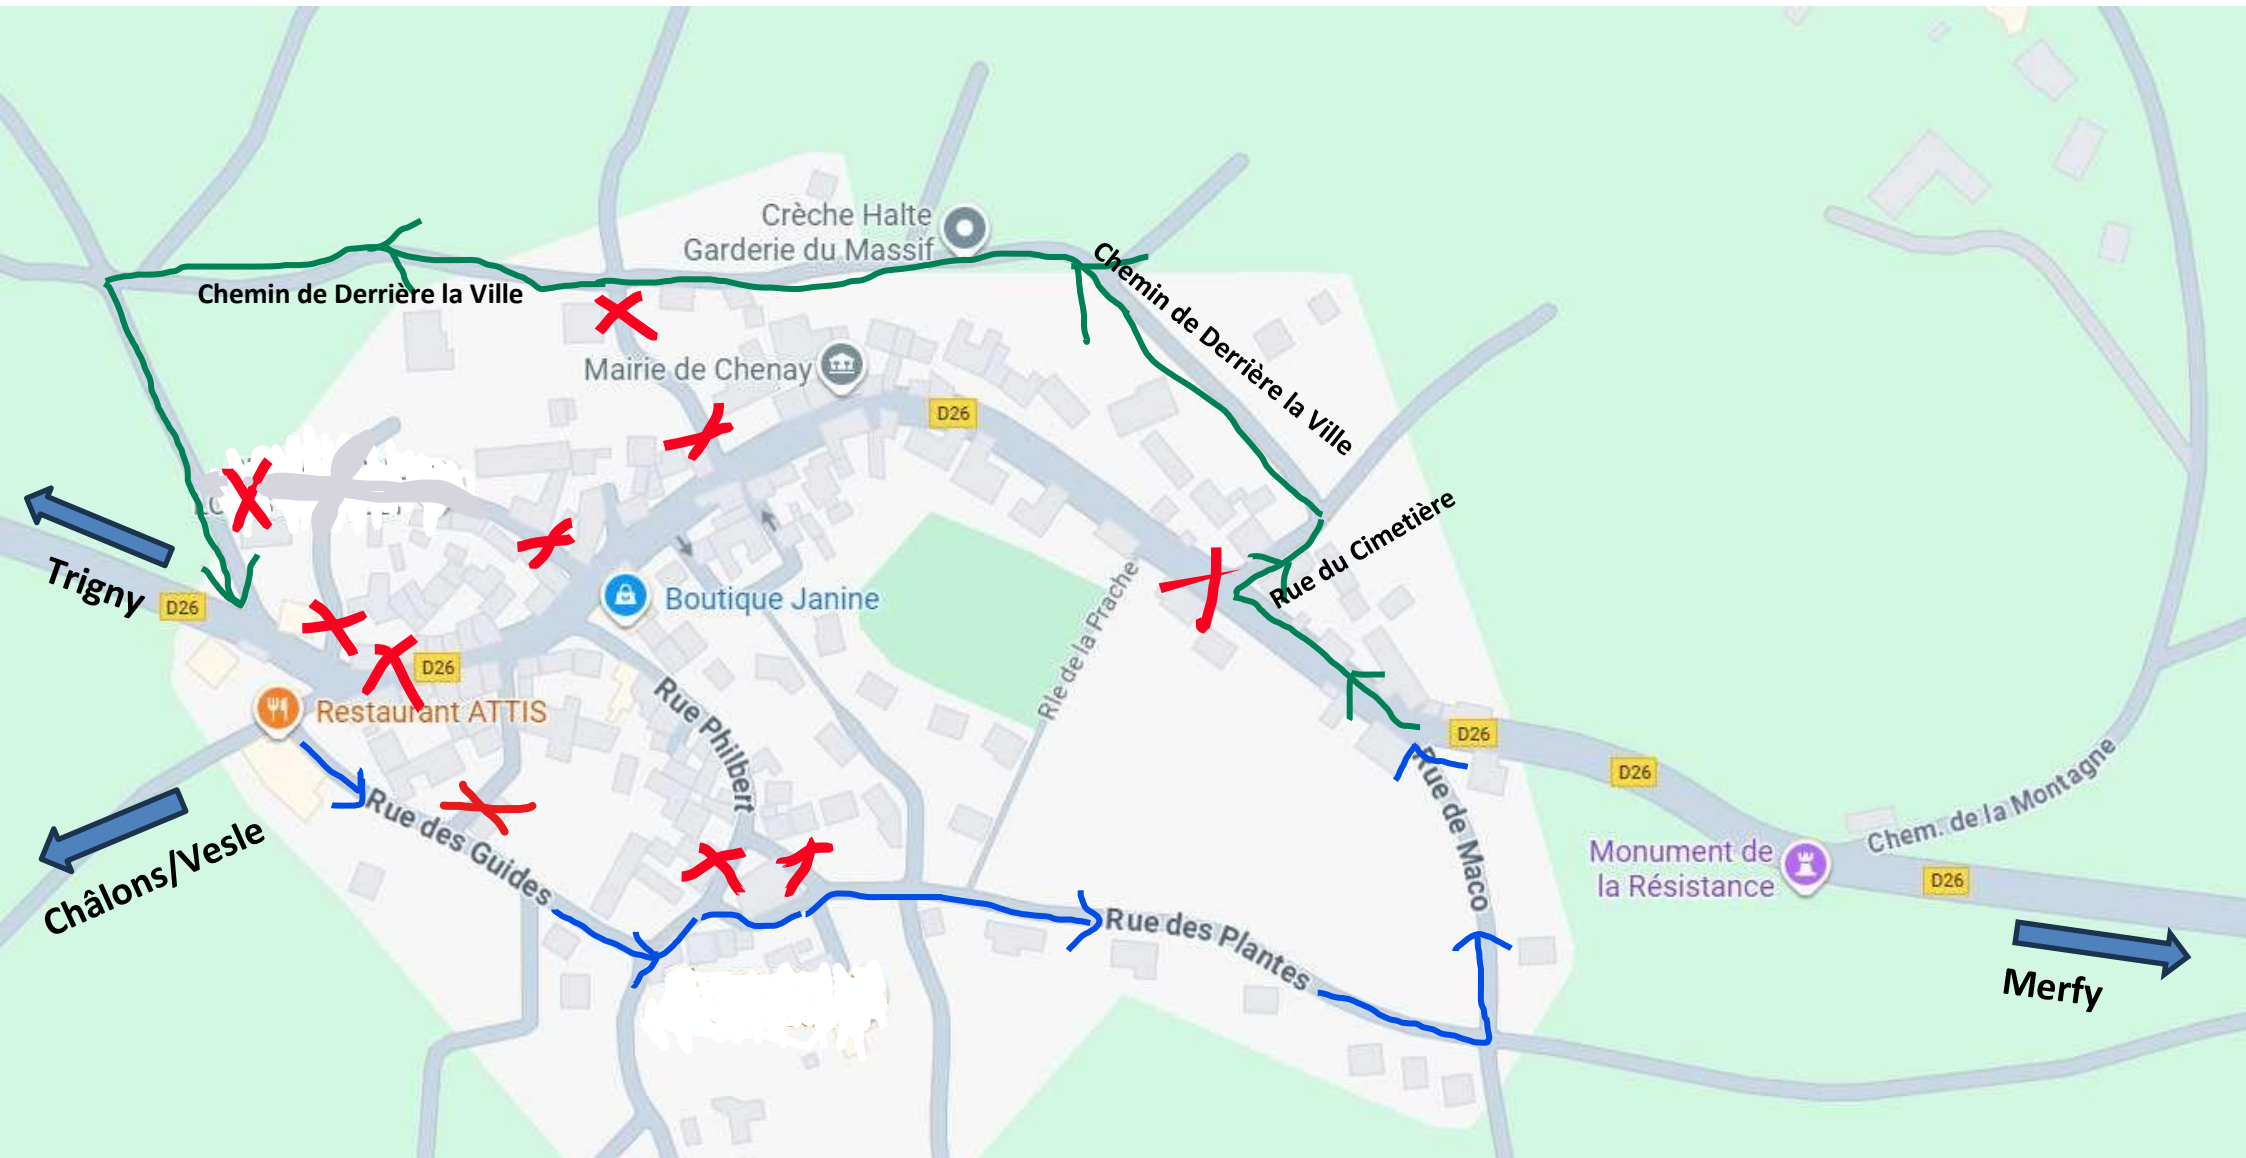 Crèche Halte
Garderie du Massif
Chemin de Derrière la Ville
Chemin de Derrière la Ville
Mairie de Chenay
D26
Rue du Cimetière
Trigny
D26
Boutique Janine
Rle de la Prache
D26
Restaurant ATTIS
Rue Philbert
D26
D26
Rue des Guides
Rue de Maco
Chem. de la Montagne
Châlons/Vesle
Monument de
la Résistance
D26
Rue des Plantes
Merfy